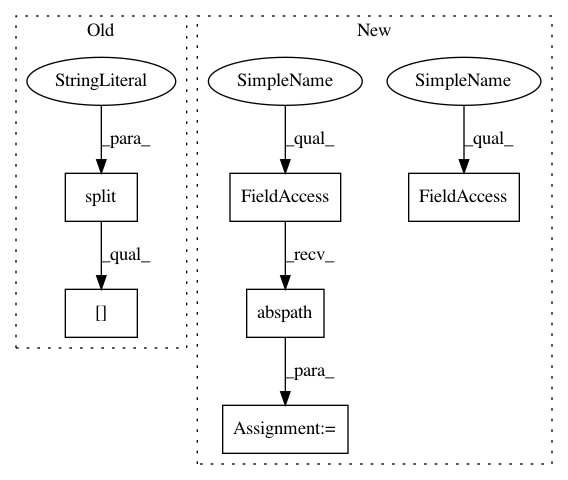 Old
New
StringLiteral
SimpleName
SimpleName
_para_
_qual_
_qual_
split
FieldAccess
FieldAccess
_qual_
_recv_
[]
abspath
_para_
Assignment:=